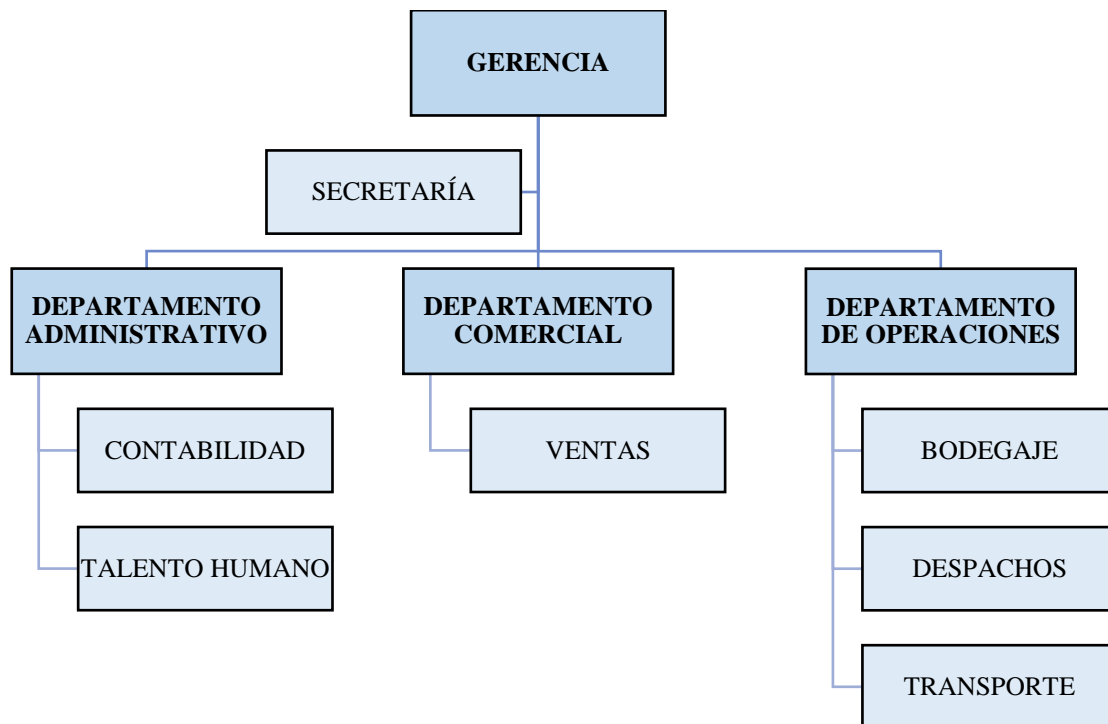 GERENCIA
SECRETARÍA
DEPARTAMENTO
ADMINISTRATIVO
DEPARTAMENTO
COMERCIAL
DEPARTAMENTO
DE OPERACIONES
CONTABILIDAD
VENTAS
BODEGAJE
TALENTO HUMANO
DESPACHOS
TRANSPORTE